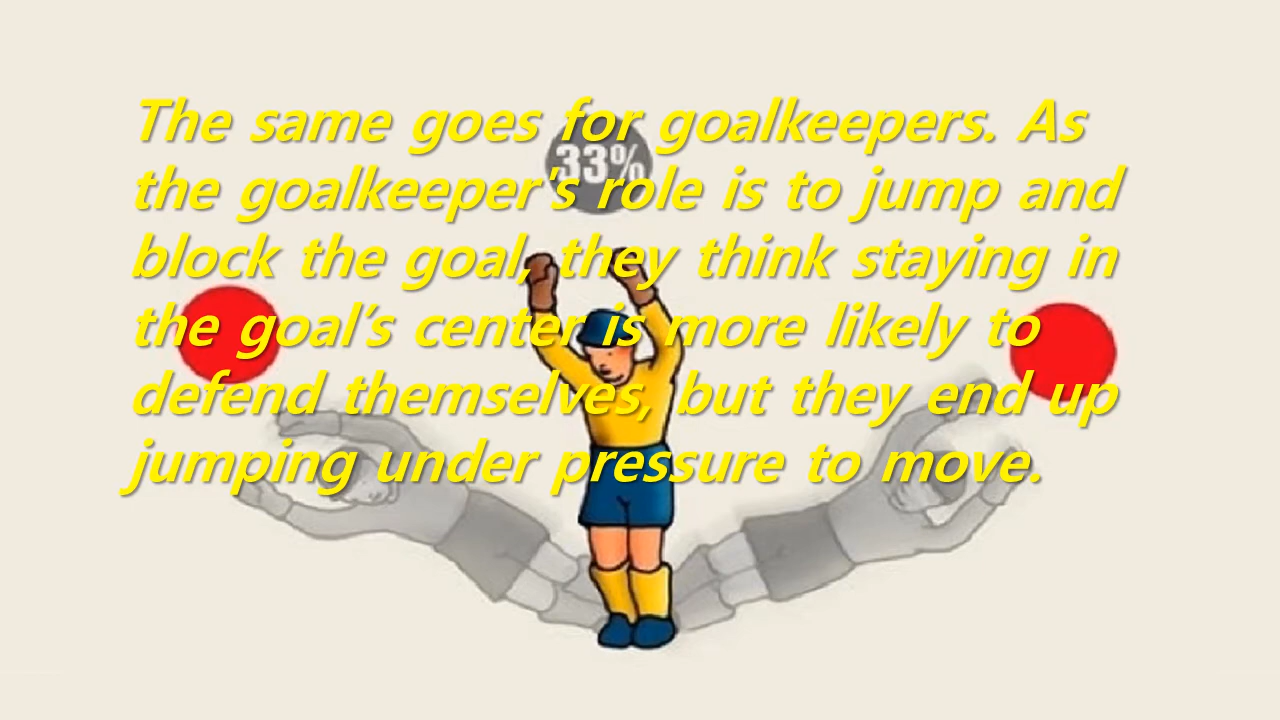 The same goes for goalkeepers. As
33%
the goalkeeper's role is to jump and
block the goal, they think staying in
the goal’s center is more likely to
defend themselves, but they end up
jumping under pressure to move.